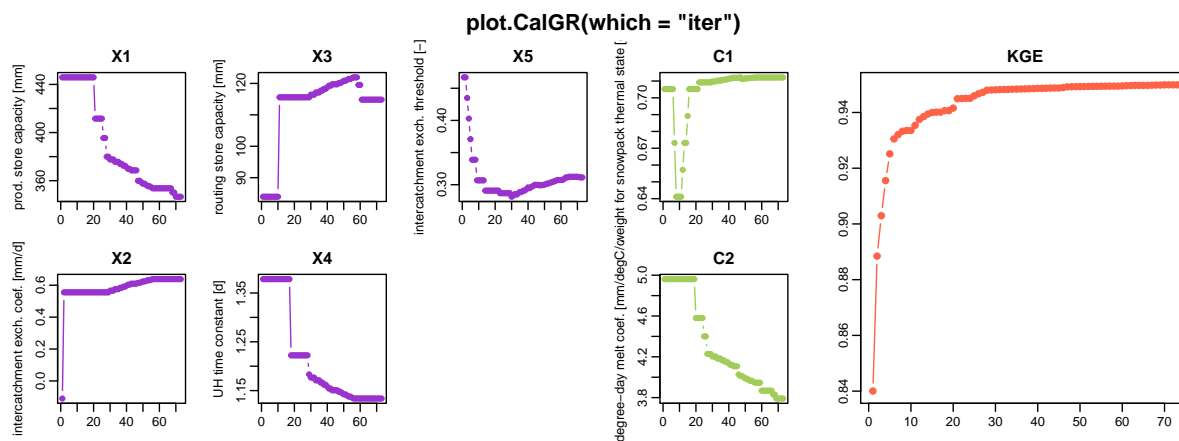 plot.CalGR(which = "iter")
X1
prod. store capacity [mm]
360 400 440
0 20 40 60
X3
routing store capacity [mm]
90 100 120
0 20 40 60
X5
intercatchment exch. threshold [−]
0.30 0.40
0 20 40 60
C1
weight for snowpack thermal state [
0.64 0.67 0.70
0 20 40 60
KGE
0.84 0.86 0.88 0.90 0.92 0.94
0 10 20 30 40 50 60 70
X2
intercatchment exch. coef. [mm/d]
0.0 0.2 0.4 0.6
0 20 40 60
X4
UH time constant [d]
1.15 1.25 1.35
0 20 40 60
C2
degree−day melt coef. [mm/degC/
3.8 4.2 4.6 5.0
0 20 40 60